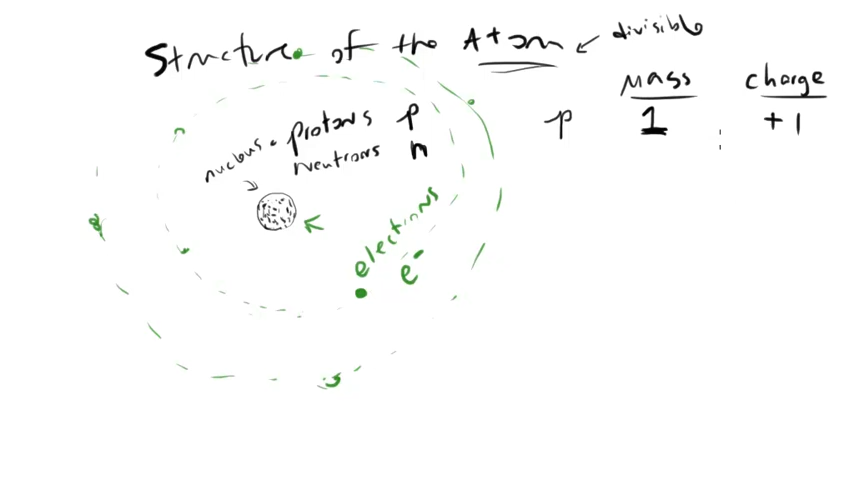 Structure of the Atom
divisible
Mass charge
p 1 +1
protons p
nucleus
neutrons n
electrons
e⁻